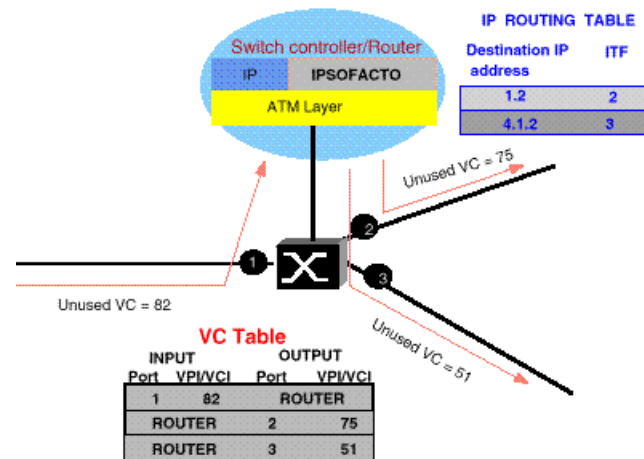 IP ROUTING TABLE
Switch controller/Router
Destination IP address
ITF
IP
IPSOFACTO
1.2
2
ATM Layer
4.1.2
3
Unused VC = 75
2
1
3
Unused VC = 82
Unused VC = 51
VC Table
INPUT
OUTPUT
Port VPI/VCI Port VPI/VCI
1 82 ROUTER
ROUTER 2 75
ROUTER 3 51